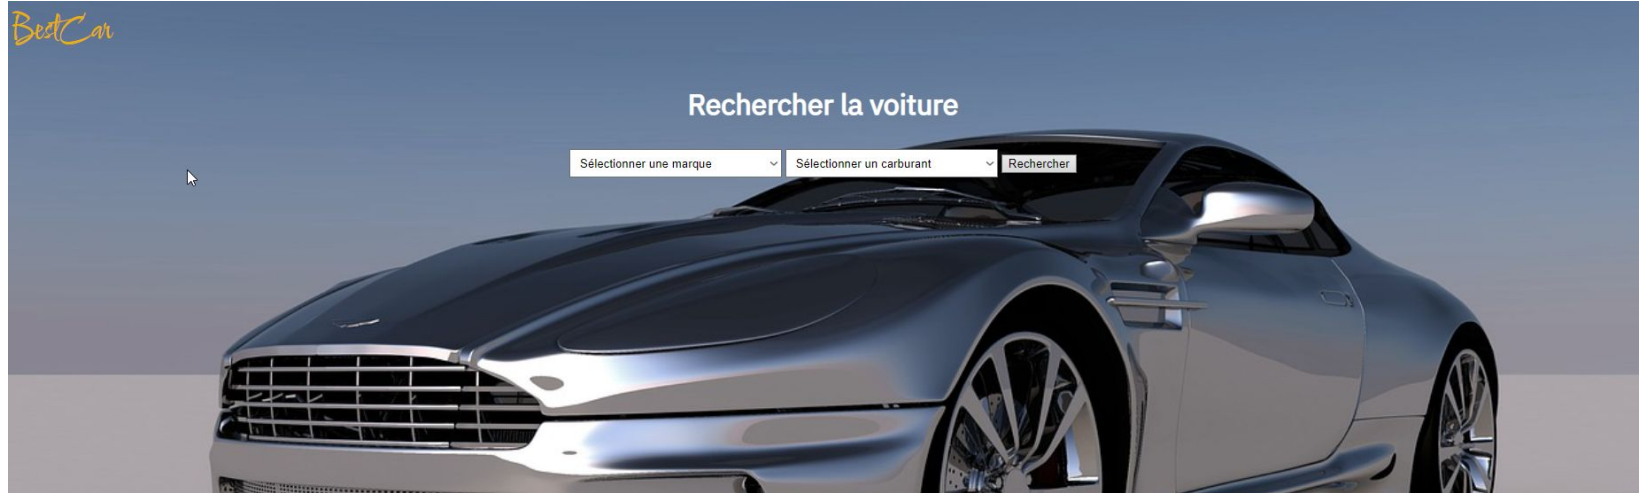 BestCar
Rechercher la voiture
Sélectionner une marque Sélectionner un carburant Rechercher